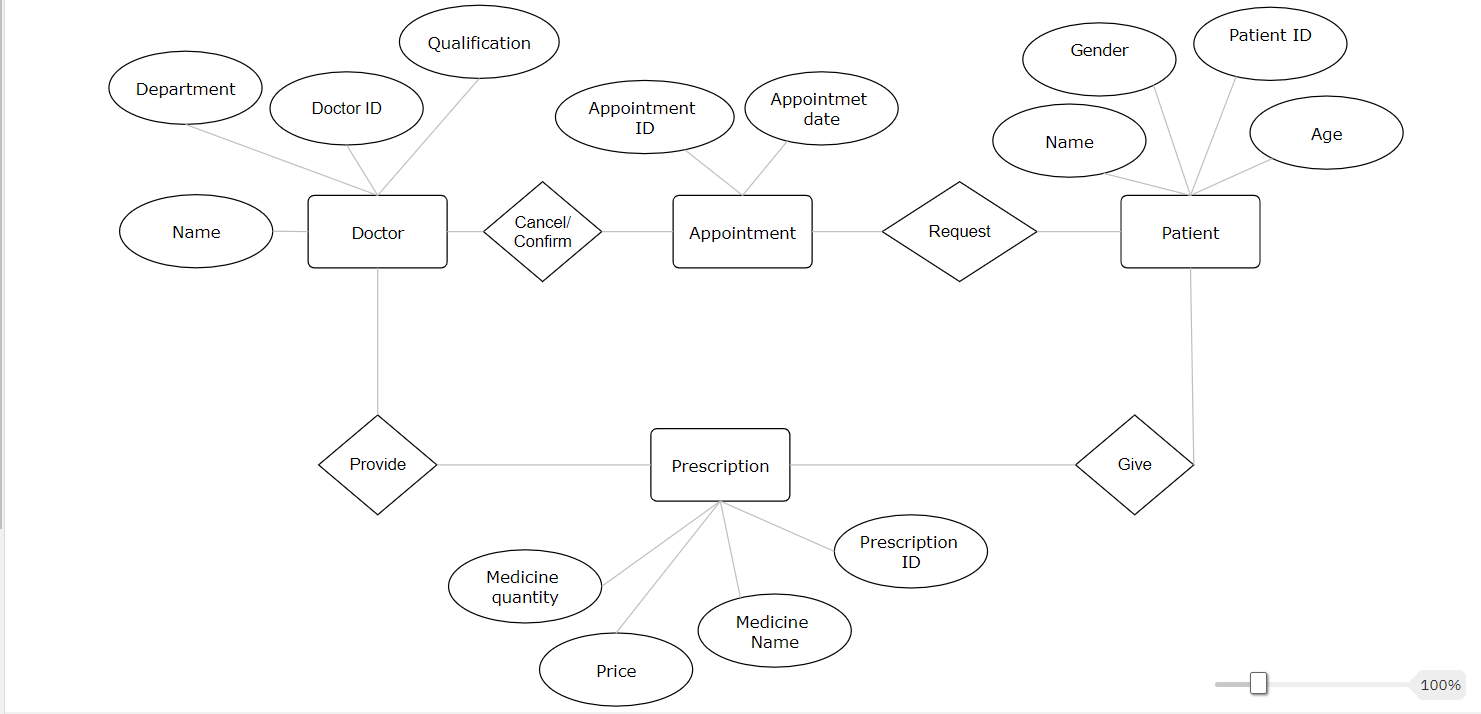 Qualification
Patient ID
Gender
Department
Doctor ID
Appointment
ID
Appointmet
date
Name
Age
Name
Doctor
Cancel/
Confirm
Appointment
Request
Patient
Provide
Prescription
Give
Prescription
ID
Medicine
quantity
Medicine
Name
Price
100%